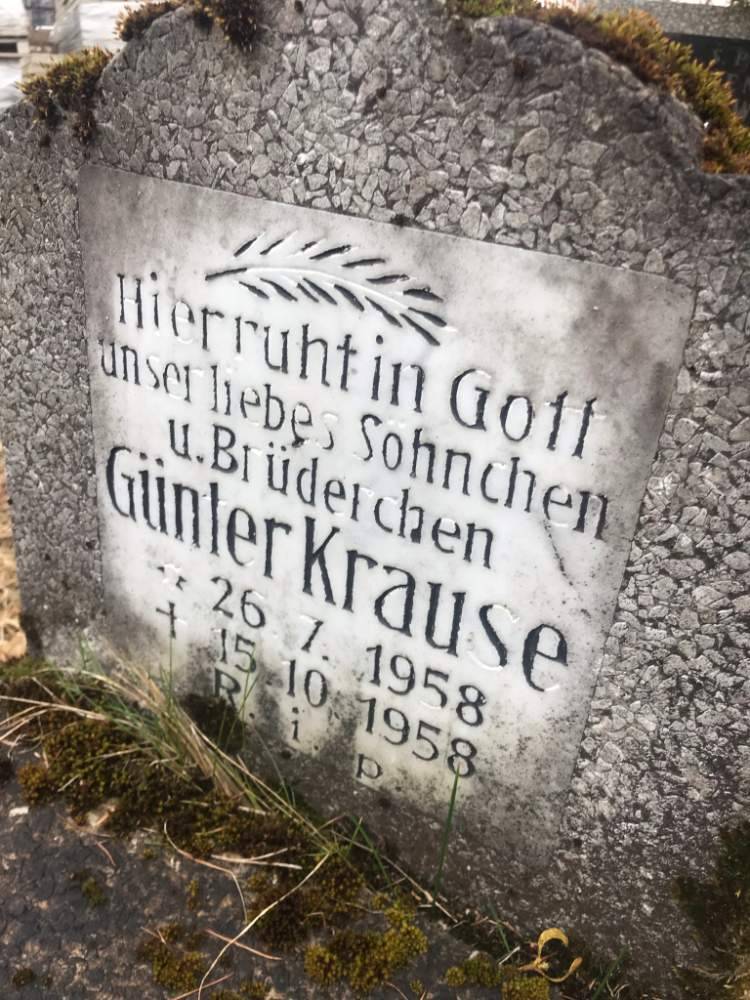 Hier ruht in Gott
unser liebes Söhnchen
u. Brüderchen
Günter Krause
☆ 26. 7. 1958
✝ 15. 10. 1958
R. i. p